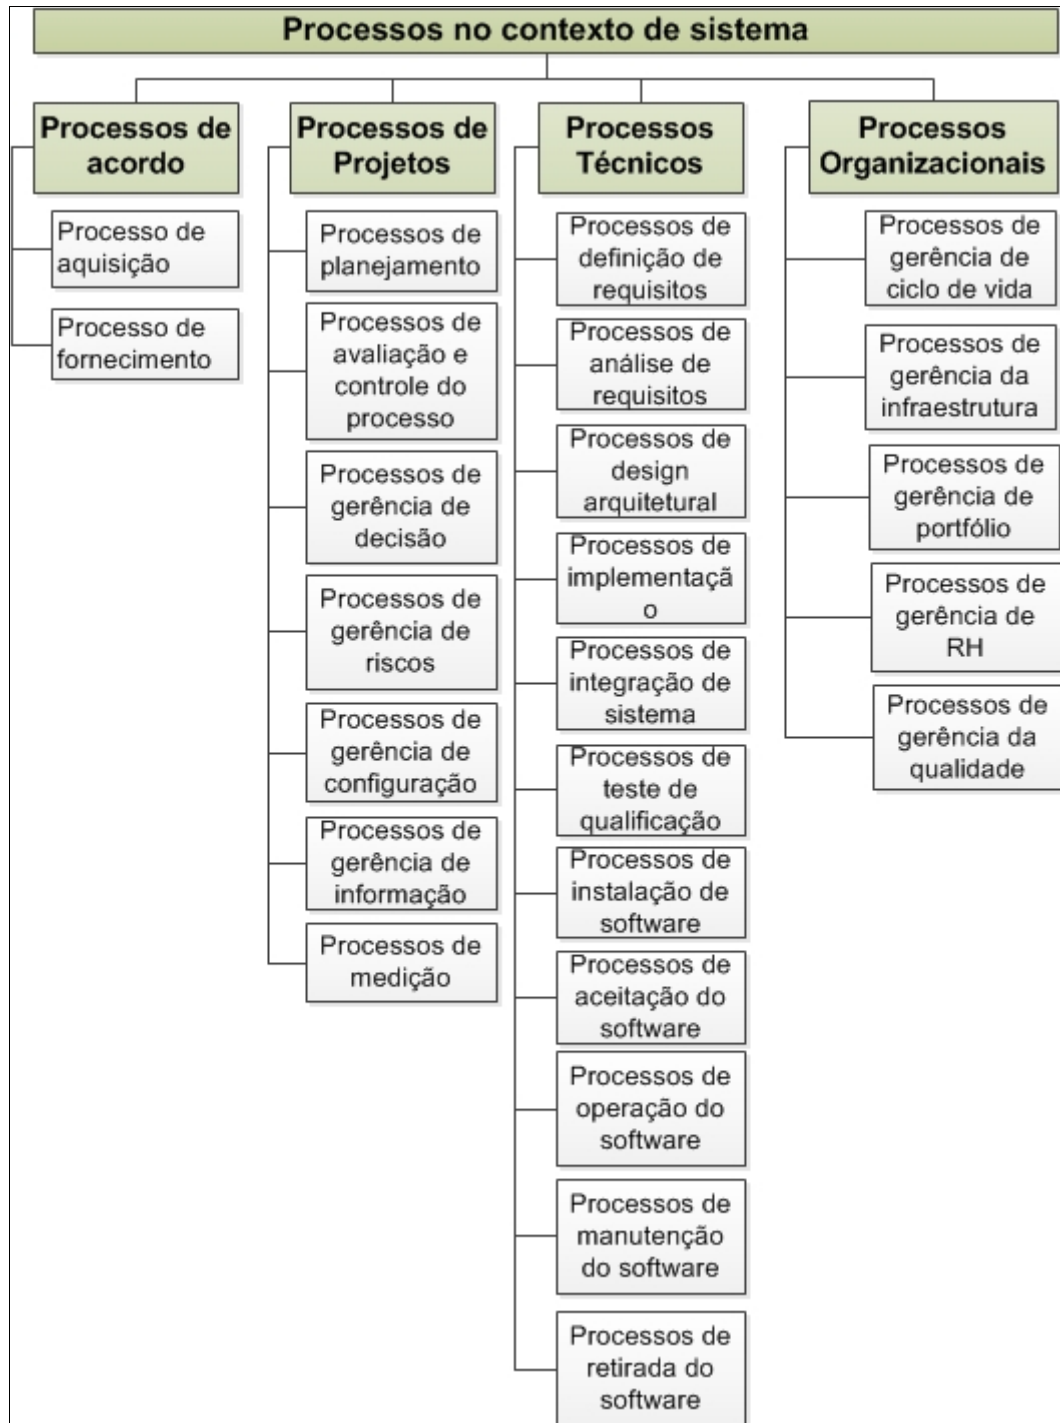 Processos no contexto de sistema
Processos de
acordo
Processo de
aquisição
Processo de
fornecimento
Processos de
Projetos
Processos de
planejamento
Processos de
avaliação e
controle do
processo
Processos de
gerência de
decisão
Processos de
gerência de
riscos
Processos de
gerência de
configuração
Processos de
gerência de
informação
Processos de
medição
Processos
Técnicos
Processos de
definição de
requisitos
Processos de
análise de
requisitos
Processos de
design
arquitetural
Processos de
implementaçã
o
Processos de
integração de
sistema
Processos de
teste de
qualificação
Processos de
instalação de
software
Processos de
aceitação do
software
Processos de
operação do
software
Processos de
manutenção
do software
Processos de
retirada do
software
Processos
Organizacionais
Processos de
gerência de
ciclo de vida
Processos de
gerência da
infraestrutura
Processos de
gerência de
portfólio
Processos de
gerência de
RH
Processos de
gerência da
qualidade